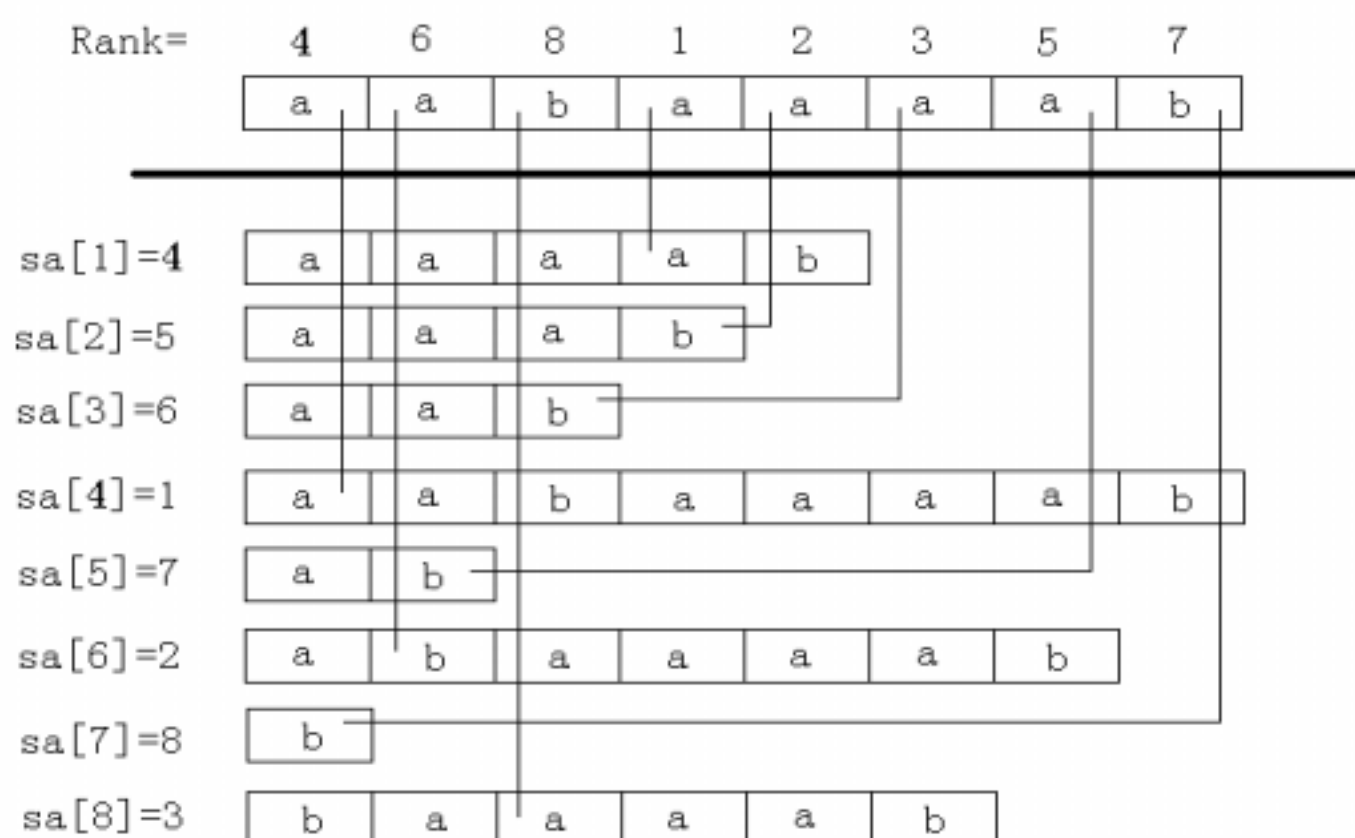 Rank= 4 6 8 1 2 3 5 7
a a b a a a a b
sa[1]=4 a a a a b
sa[2]=5 a a a b
sa[3]=6 a a b
sa[4]=1 a a b a a a a b
sa[5]=7 a b
sa[6]=2 a b a a a a b
sa[7]=8 b
sa[8]=3 b a a a a b